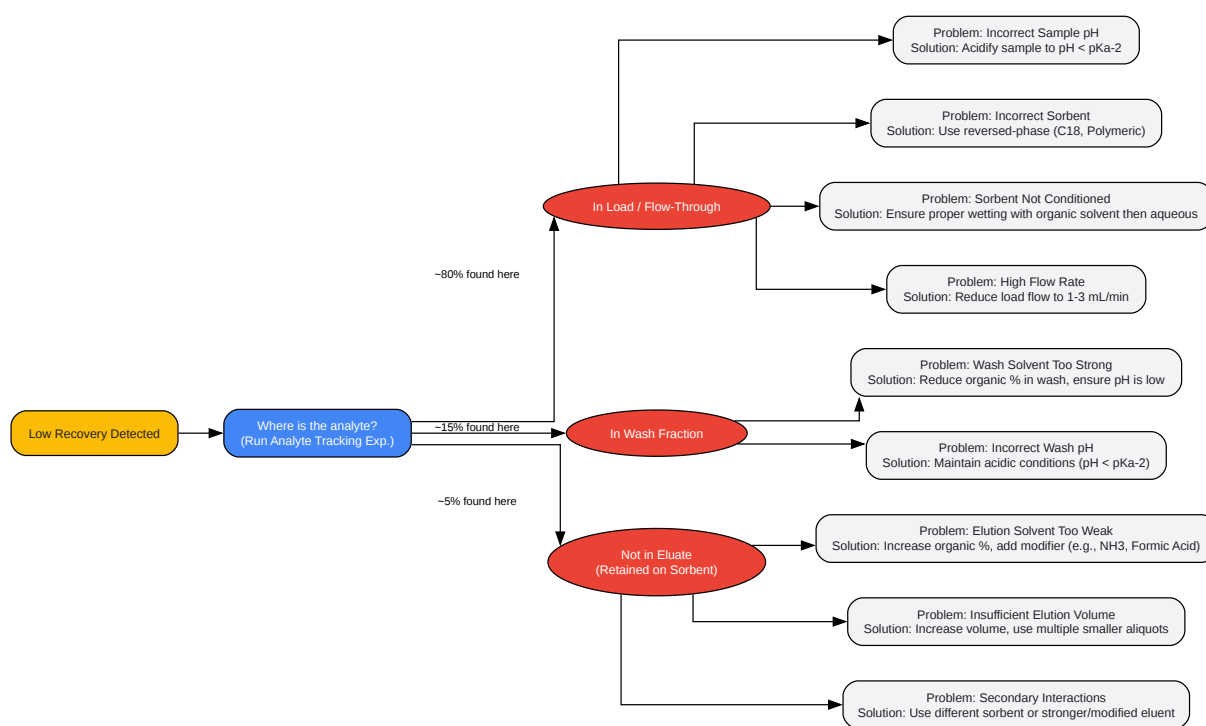 Problem: Incorrect Sample pH
Solution: Acidify sample to pH < pKa-2
Problem: Incorrect Sorbent
Solution: Use reversed-phase (C18, Polymeric)
In Load / Flow-Through
Problem: Sorbent Not Conditioned
Solution: Ensure proper wetting with organic solvent then aqueous
~80% found here
Problem: High Flow Rate
Solution: Reduce load flow to 1-3 mL/min
Problem: Wash Solvent Too Strong
Solution: Reduce organic % in wash, ensure pH is low
Low Recovery Detected
Where is the analyte?
(Run Analyte Tracking Exp.)
~15% found here
In Wash Fraction
Problem: Incorrect Wash pH
Solution: Maintain acidic conditions (pH < pKa-2)
~5% found here
Problem: Elution Solvent Too Weak
Solution: Increase organic %, add modifier (e.g., NH3, Formic Acid)
Not in Eluate
(Retained on Sorbent)
Problem: Insufficient Elution Volume
Solution: Increase volume, use multiple smaller aliquots
Problem: Secondary Interactions
Solution: Use different sorbent or stronger/modified eluent